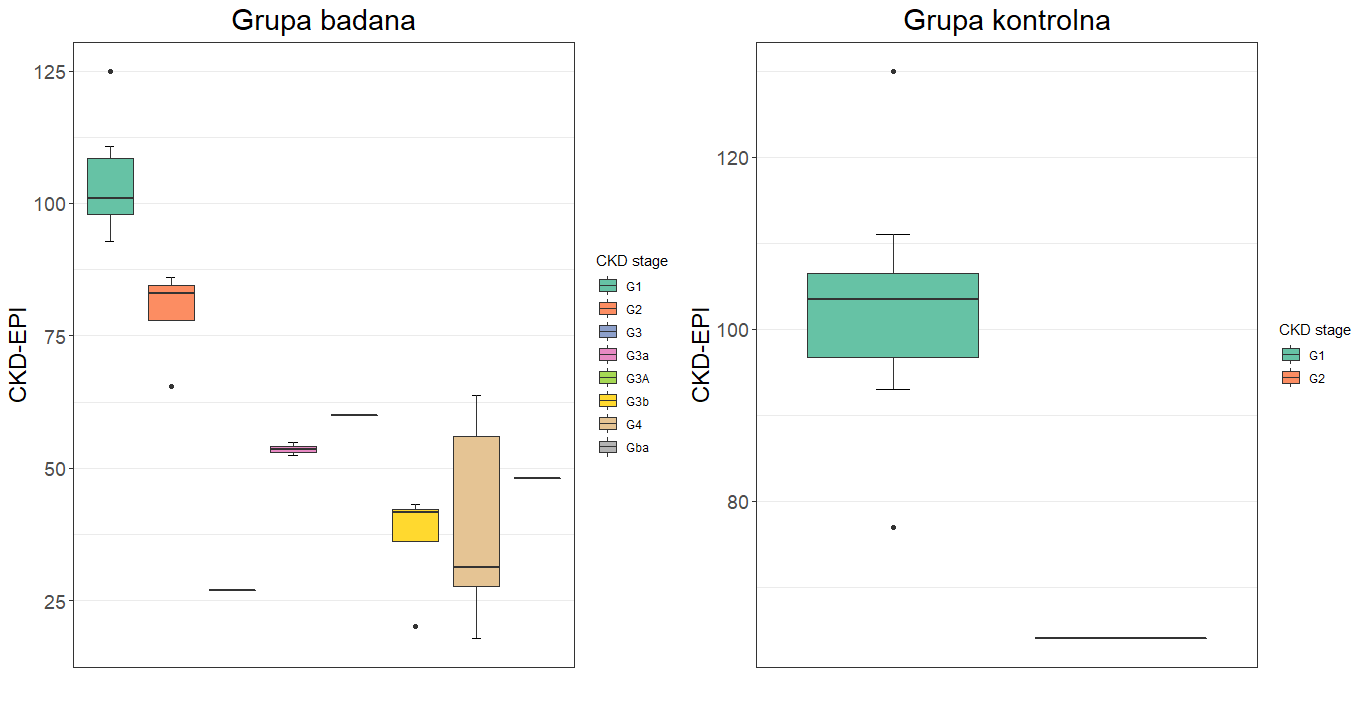 Grupa badana
CKD-EPI
125
100
75
50
25
CKD stage
G1
G2
G3
G3a
G3A
G3b
G4
Gba
Grupa kontrolna
CKD-EPI
120
100
80
CKD stage
G1
G2